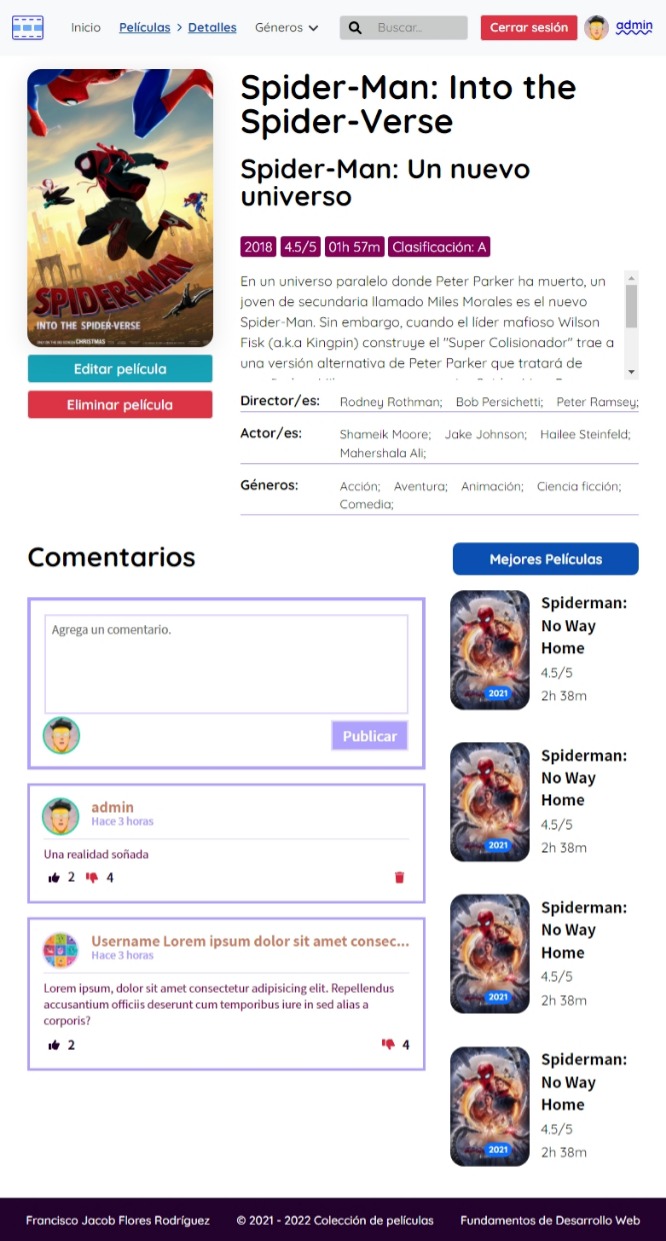 Inicio
Películas > Detalles
Géneros
Buscar...
Cerrar sesión
admin
SPIDER-MAN
INTO THE SPIDER-VERSE
CHRISTMAS
Editar película
Eliminar película
Spider-Man: Into the
Spider-Verse
Spider-Man: Un nuevo
universo
2018
4.5/5
01h 57m
Clasificación: A
En un universo paralelo donde Peter Parker ha muerto, un
joven de secundaria llamado Miles Morales es el nuevo
Spider-Man. Sin embargo, cuando el líder mafioso Wilson
Fisk (a.k.a Kingpin) construye el "Super Colisionador" trae a
una versión alternativa de Peter Parker que tratará de
Director/es: Rodney Rothman; Bob Persichetti; Peter Ramsey;
Actor/es: Shameik Moore; Jake Johnson; Hailee Steinfeld;
Mahershala Ali;
Géneros: Acción; Aventura; Animación; Ciencia ficción;
Comedia;
Comentarios
Agrega un comentario.
Publicar
admin
Hace 3 horas
Una realidad soñada
2 4
Username Lorem ipsum dolor sit amet consec...
Hace 3 horas
Lorem ipsum, dolor sit amet consectetur adipisicing elit. Repellendus
accusantium officiis deserunt cum temporibus iure in sed alias a
corporis?
2 4
Mejores Películas
2021
Spiderman:
No Way
Home
4.5/5
2h 38m
2021
Spiderman:
No Way
Home
4.5/5
2h 38m
2021
Spiderman:
No Way
Home
4.5/5
2h 38m
2021
Spiderman:
No Way
Home
4.5/5
2h 38m
Francisco Jacob Flores Rodríguez
© 2021 - 2022 Colección de películas
Fundamentos de Desarrollo Web